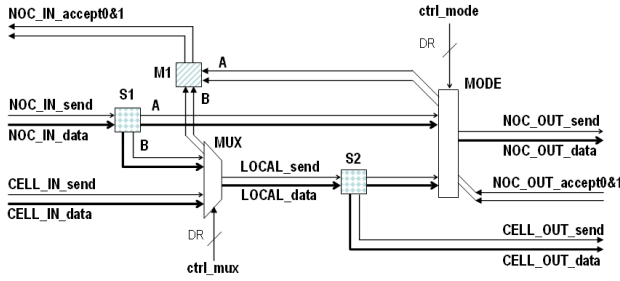 NOC_IN_accept0&1
ctrl_mode
DR
M1
A
MODE
B
S1
NOC_IN_send
A
NOC_IN_data
B
NOC_OUT_send
NOC_OUT_data
MUX
LOCAL_send
S2
LOCAL_data
NOC_OUT_accept0&1
CELL_IN_send
CELL_IN_data
DR
ctrl_mux
CELL_OUT_send
CELL_OUT_data